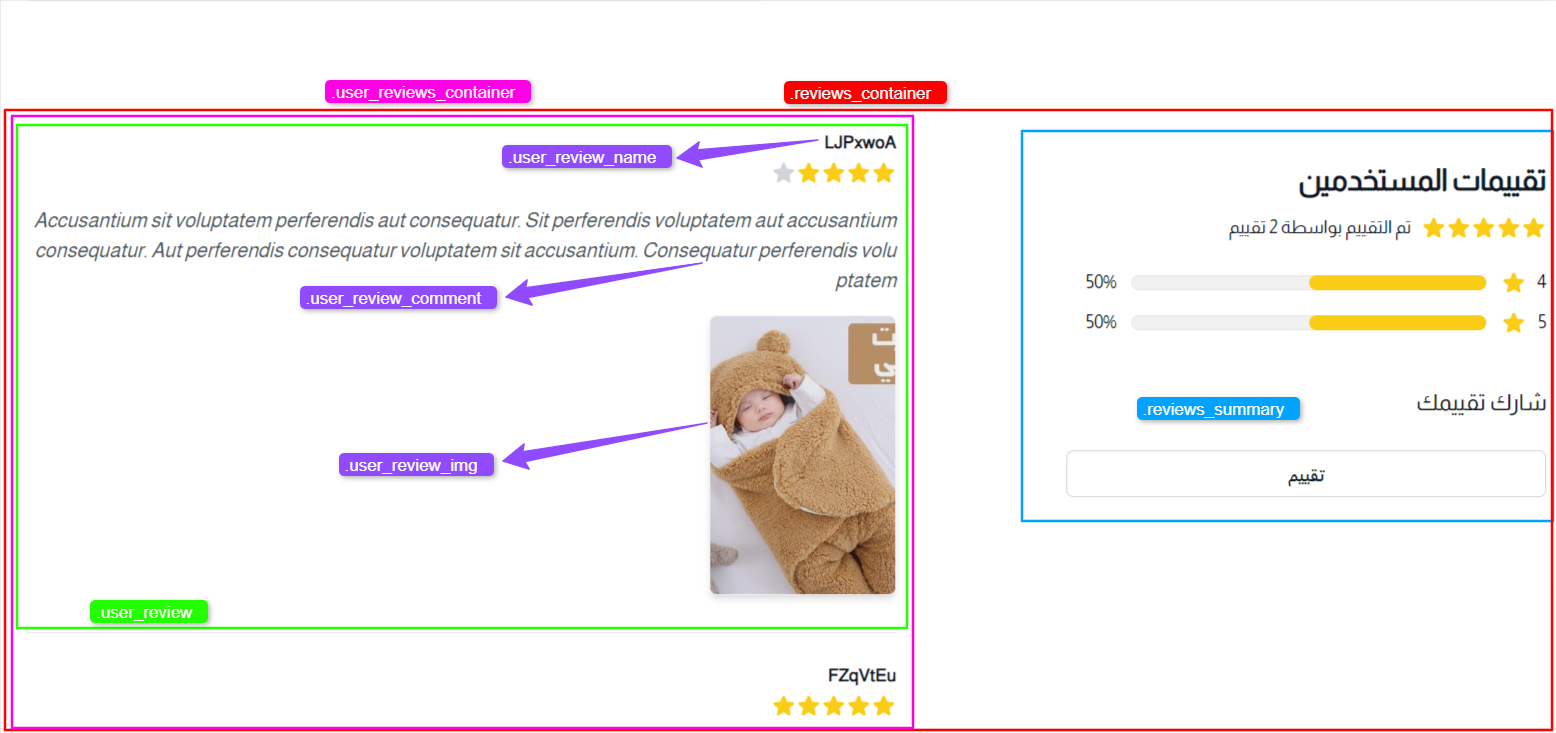 .user_reviews_container
.reviews_container
LJPxwoA
.user_review_name
Accusantium sit voluptatem perferendis aut consequatur. Sit perferendis voluptatem aut accusantium
consequatur. Aut perferendis consequatur voluptatem sit accusantium. Consequatur perferendis volu
ptatem
.user_review_comment
.user_review_img
.user_review
FZqVtEu
تقييمات المستخدمين
تم التقييم بواسطة 2 تقييم
4 50%
5 50%
شارك تقييمك
.reviews_summary
تقييم